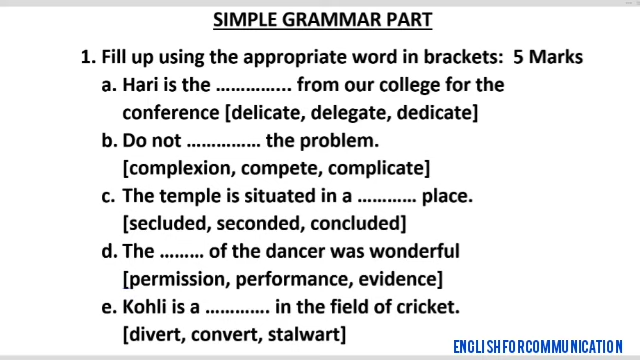 SIMPLE GRAMMAR PART
1. Fill up using the appropriate word in brackets: 5 Marks
a. Hari is the …………... from our college for the
conference [delicate, delegate, dedicate]
b. Do not …………… the problem.
[complexion, compete, complicate]
c. The temple is situated in a ………… place.
[secluded, seconded, concluded]
d. The ……… of the dancer was wonderful
[permission, performance, evidence]
e. Kohli is a …………. in the field of cricket.
[divert, convert, stalwart]
ENGLISHFORCOMMUNICATION